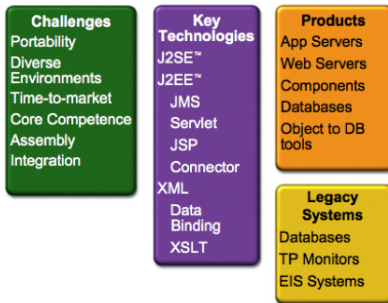 Challenges
Portability
Diverse
Environments
Time-to-market
Core Competence
Assembly
Integration
Key
Technologies
J2SE™
J2EE™
JMS
Servlet
JSP
Connector
XML
Data
Binding
XSLT
Products
App Servers
Web Servers
Components
Databases
Object to DB
tools
Legacy
Systems
Databases
TP Monitors
EIS Systems